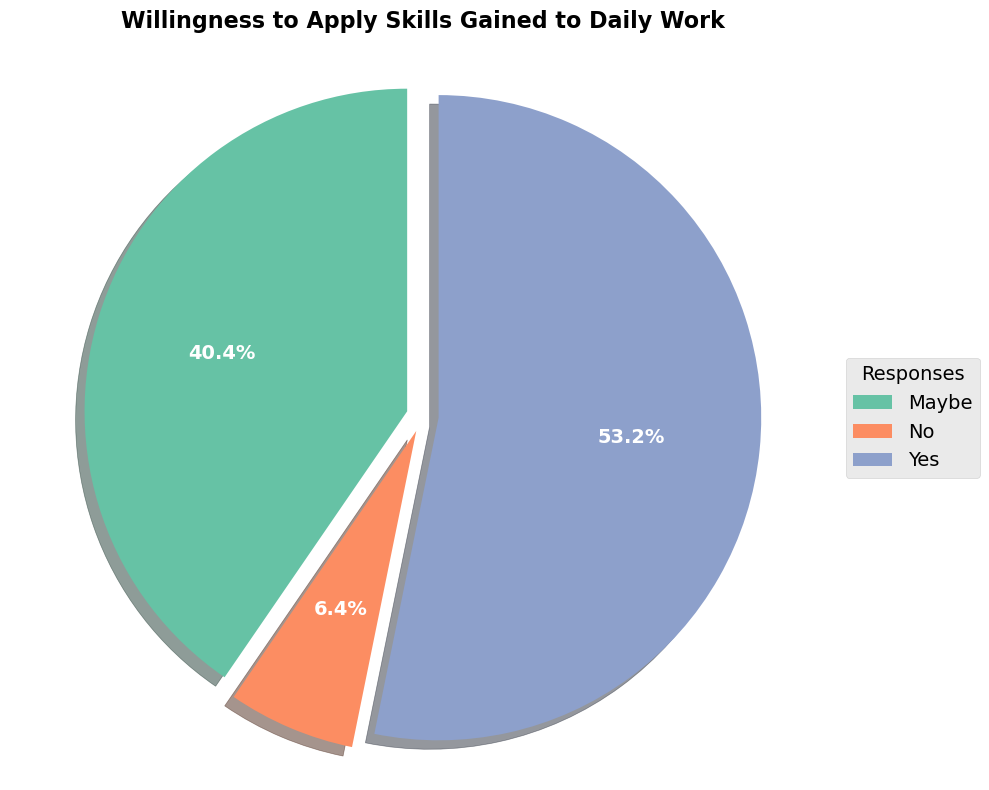 Willingness to Apply Skills Gained to Daily Work
40.4%
53.2%
6.4%
Responses
Maybe
No
Yes